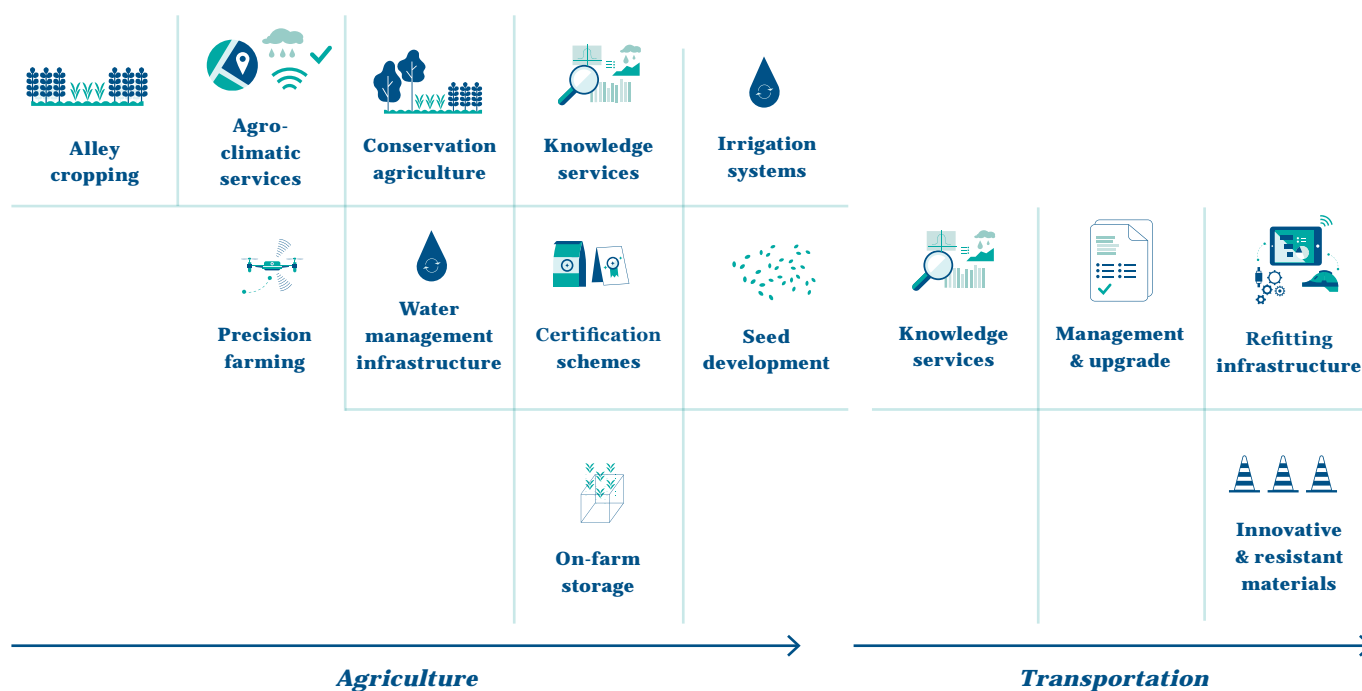 Alley
cropping
Agro-
climatic
services
Conservation
agriculture
Knowledge
services
Irrigation
systems
Precision
farming
Water
management
infrastructure
Certification
schemes
Seed
development
Knowledge
services
Management
& upgrade
Refitting
infrastructure
On-farm
storage
Innovative
& resistant
materials
Agriculture
Transportation